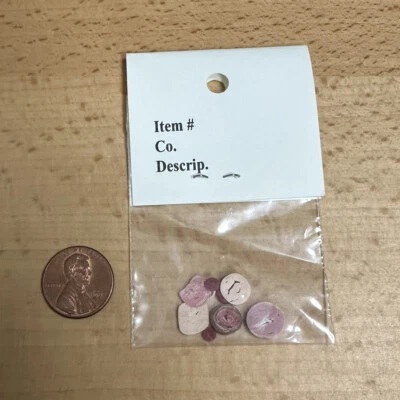 Item #
Co.
Descrip.